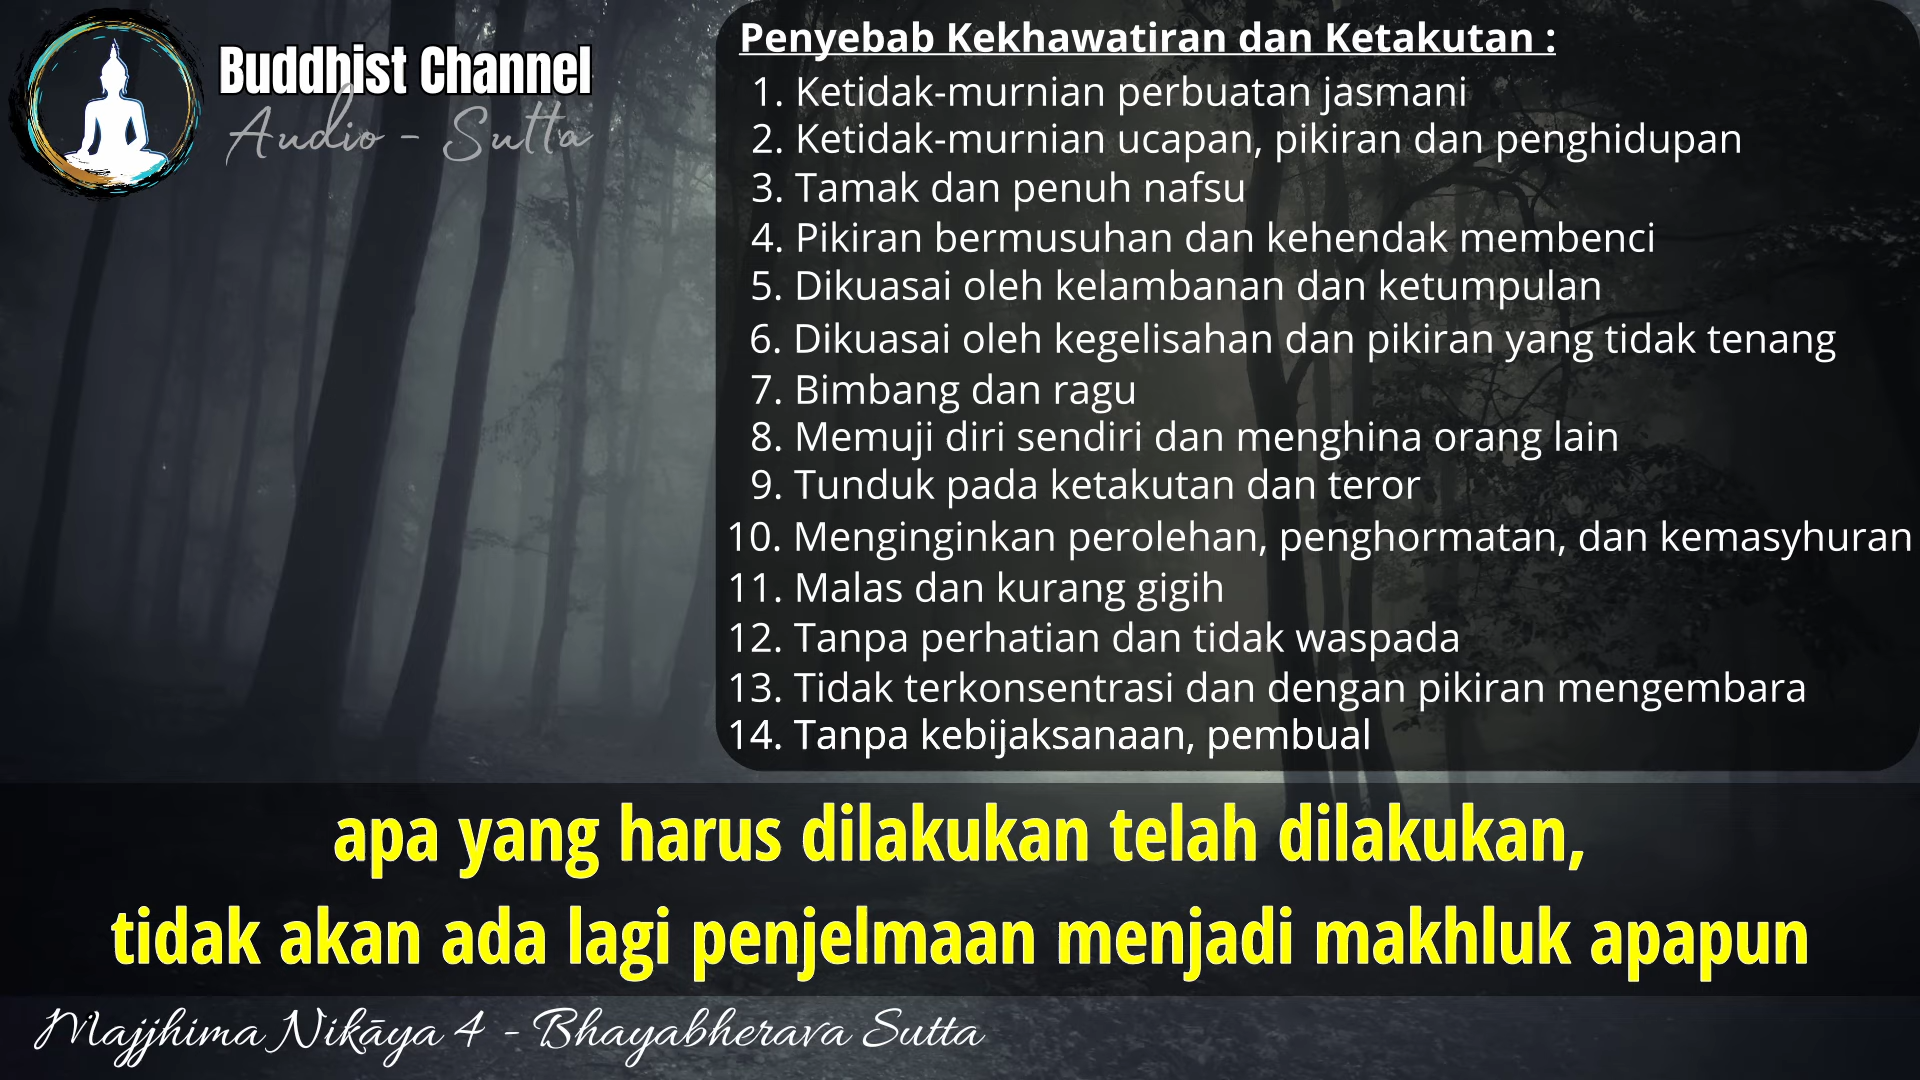 Buddhist Channel
Audio - Sutta
Penyebab Kekhawatiran dan Ketakutan :
1. Ketidak-murnian perbuatan jasmani
2. Ketidak-murnian ucapan, pikiran dan penghidupan
3. Tamak dan penuh nafsu
4. Pikiran bermusuhan dan kehendak membenci
5. Dikuasai oleh kelambanan dan ketumpulan
6. Dikuasai oleh kegelisahan dan pikiran yang tidak tenang
7. Bimbang dan ragu
8. Memuji diri sendiri dan menghina orang lain
9. Tunduk pada ketakutan dan teror
10. Menginginkan perolehan, penghormatan, dan kemasyhuran
11. Malas dan kurang gigih
12. Tanpa perhatian dan tidak waspada
13. Tidak terkonsentrasi dan dengan pikiran mengembara
14. Tanpa kebijaksanaan, pembual
apa yang harus dilakukan telah dilakukan,
tidak akan ada lagi penjelmaan menjadi makhluk apapun
Majjhima Nikāya 4 - Bhayabherava Sutta